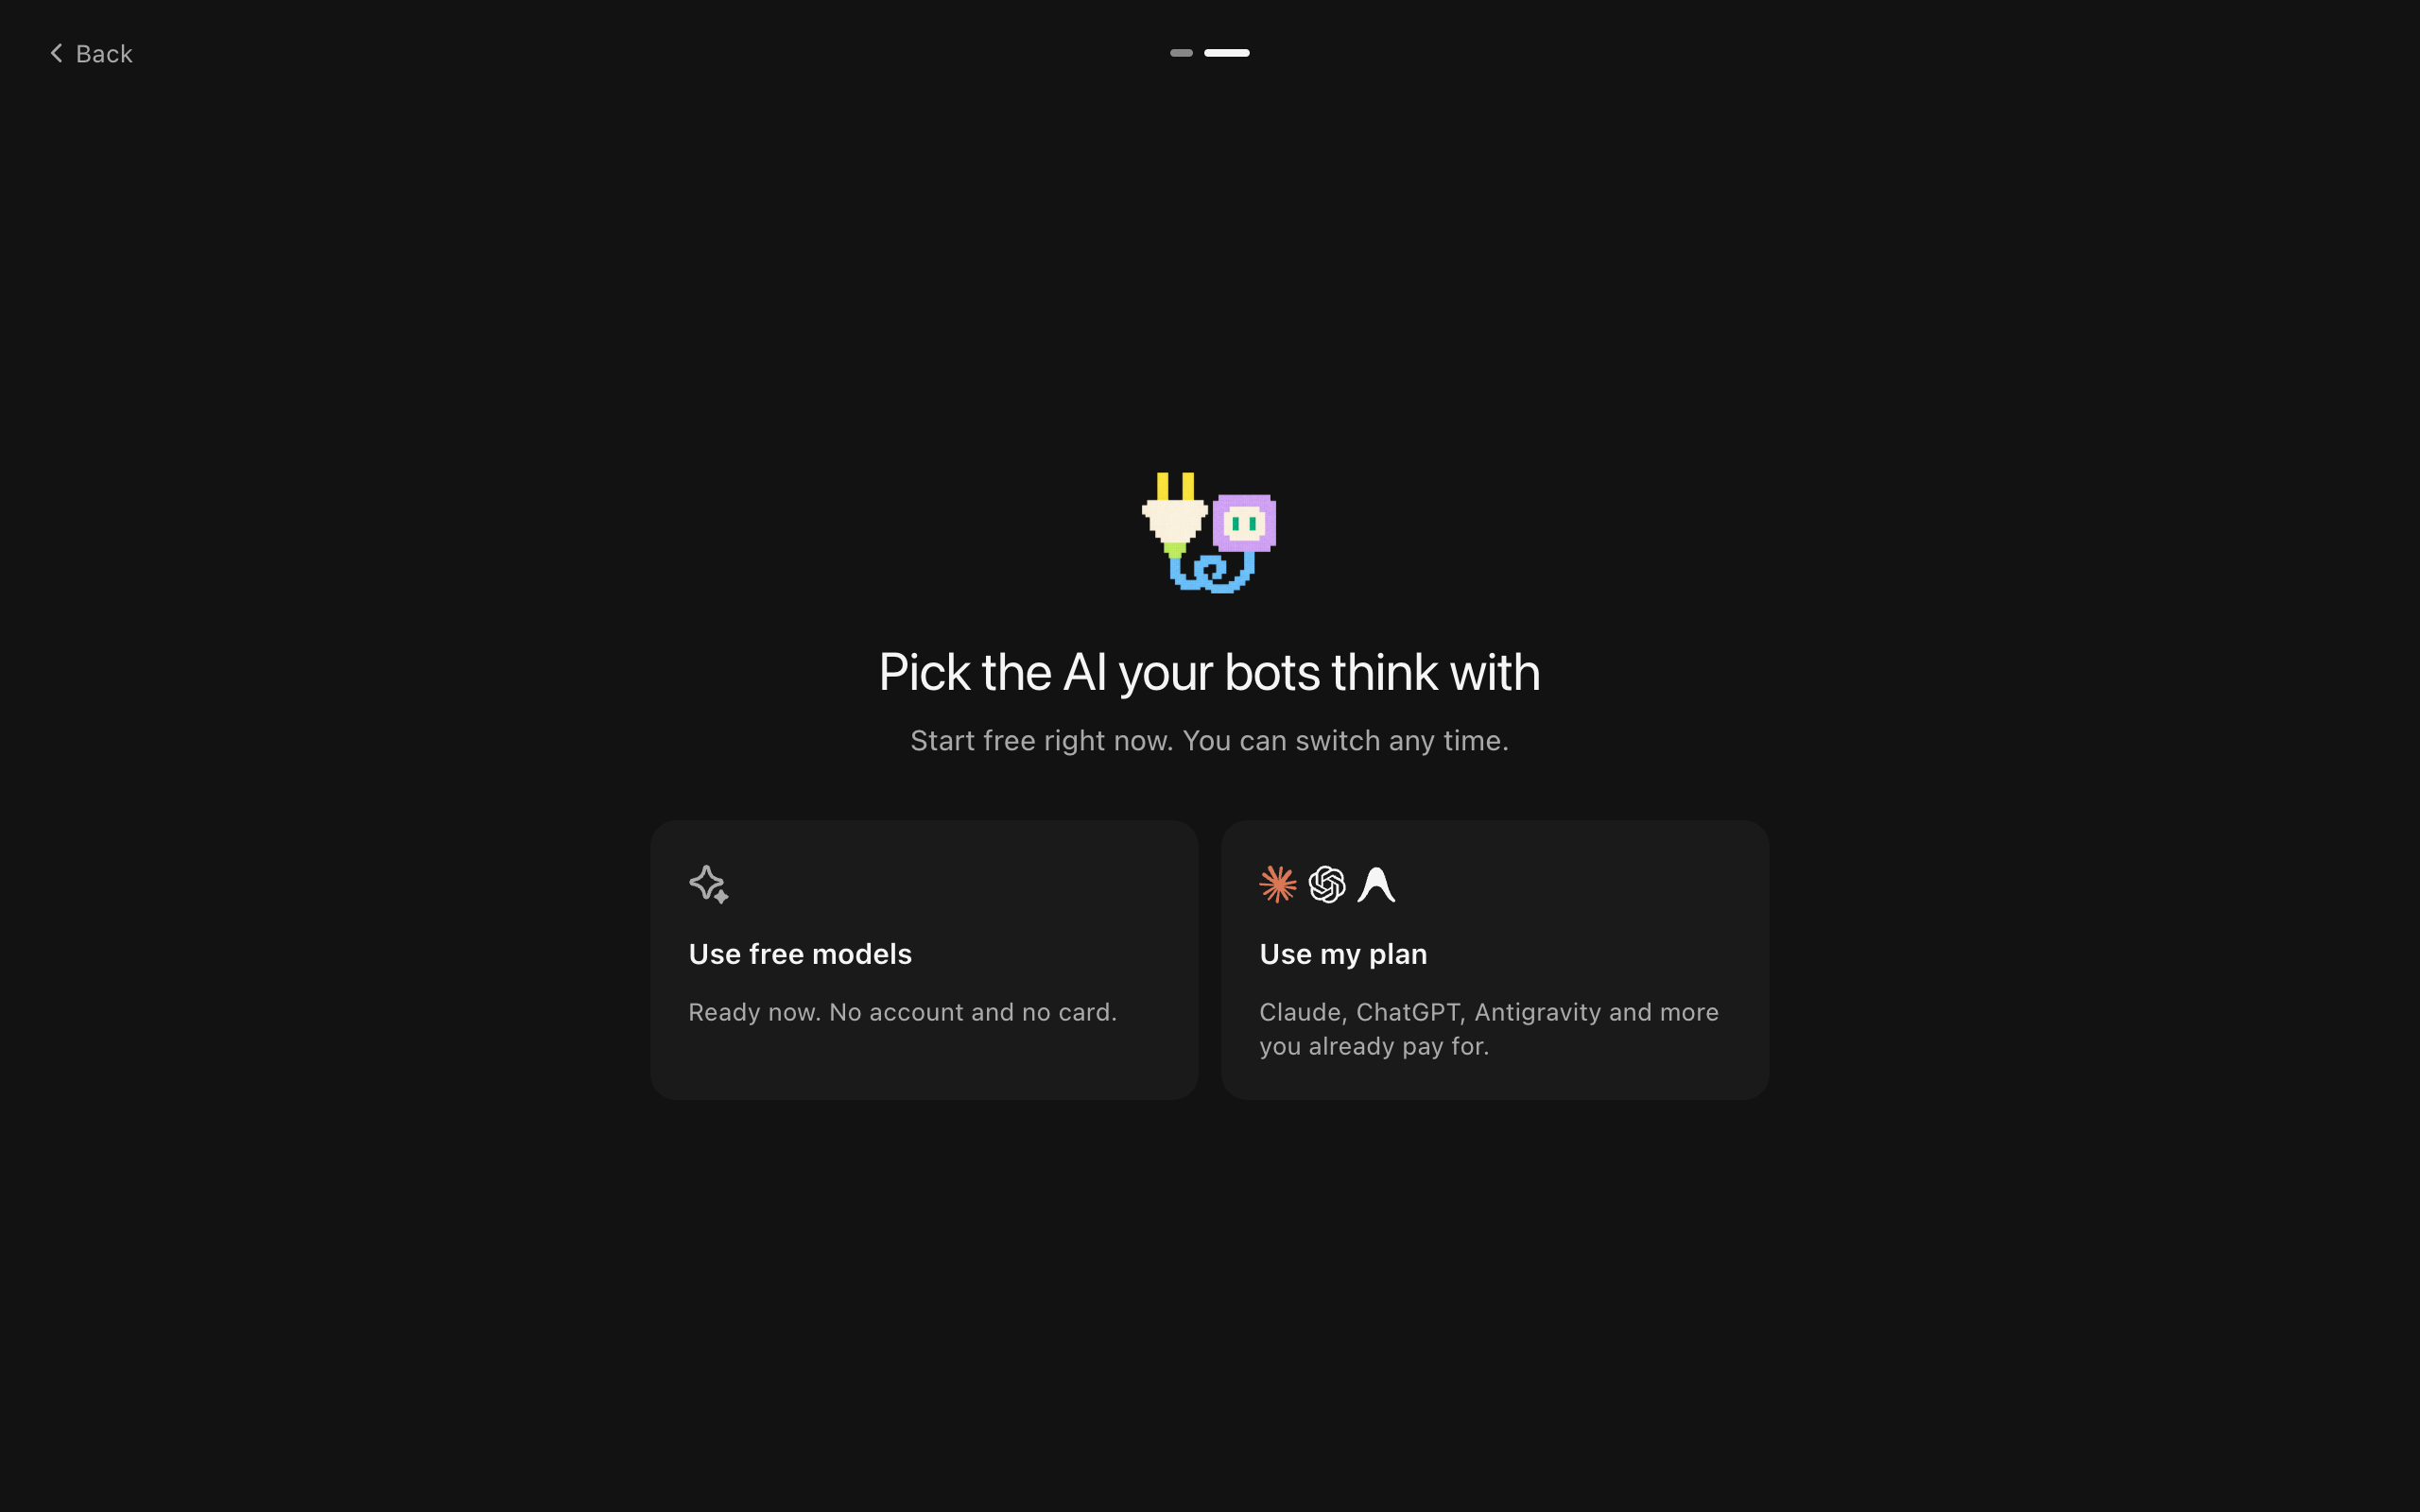 Back
Pick the AI your bots think with
Start free right now. You can switch any time.
Use free models
Ready now. No account and no card.
Use my plan
Claude, ChatGPT, Antigravity and more
you already pay for.